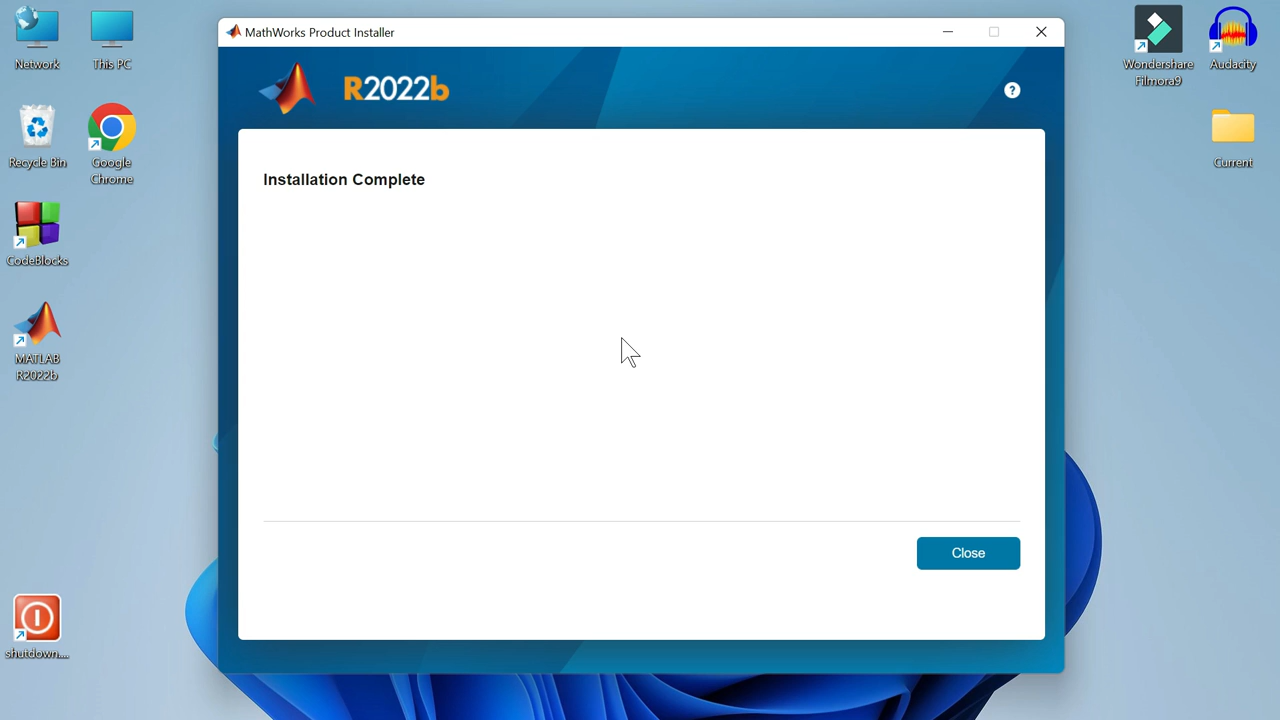 MathWorks Product Installer
R2022b
?
Installation Complete
Close
Network
This PC
Recycle Bin
Google
Chrome
CodeBlocks
MATLAB
R2022b
shutdown....
Wondershare
Filmora9
Audacity
Current